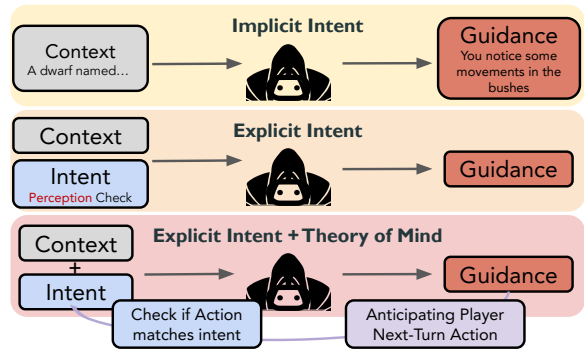 Implicit Intent
Context
A dwarf named…
Guidance
You notice some
movements in the
bushes
Explicit Intent
Context
Intent
Perception Check
Guidance
Explicit Intent + Theory of Mind
Context
+
Intent
Guidance
Check if Action
matches intent
Anticipating Player
Next-Turn Action